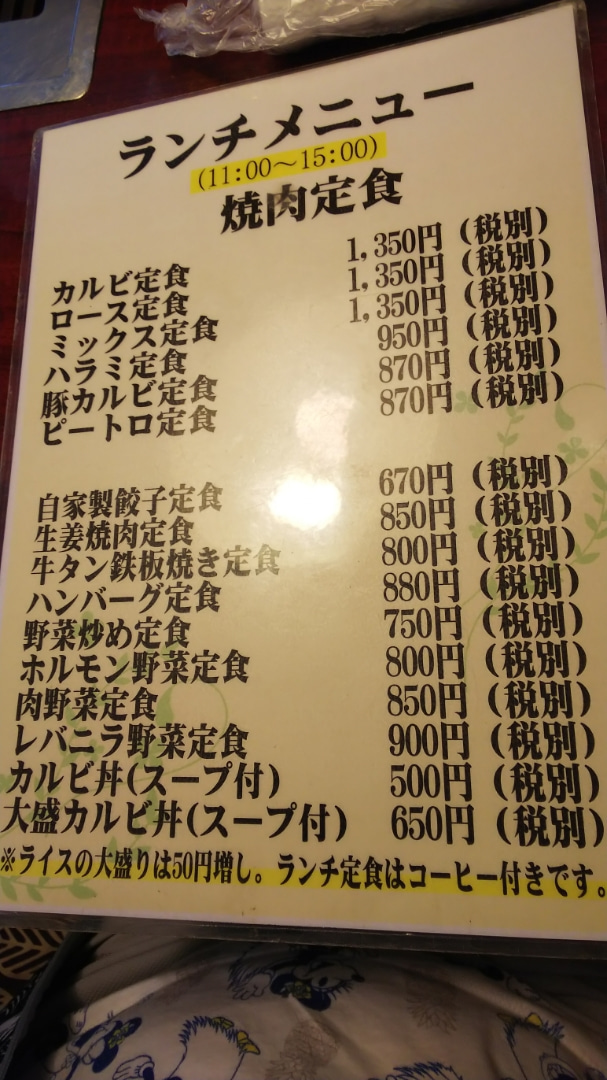 ランチメニュー
(11:00〜15:00)
焼肉定食
カルビ定食 1,350円(税別)
ロース定食 1,350円(税別)
ミックス定食 1,350円(税別)
ハラミ定食 950円(税別)
豚カルビ定食 870円(税別)
ピートロ定食 870円(税別)
自家製餃子定食 670円(税別)
生姜焼肉定食 850円(税別)
牛タン鉄板焼き定食 800円(税別)
ハンバーグ定食 880円(税別)
野菜炒め定食 750円(税別)
ホルモン野菜定食 800円(税別)
肉野菜定食 850円(税別)
レバニラ野菜定食 900円(税別)
カルビ丼(スープ付) 500円(税別)
大盛カルビ丼(スープ付) 650円(税別)
※ライスの大盛りは50円増し。ランチ定食はコーヒー付きです。